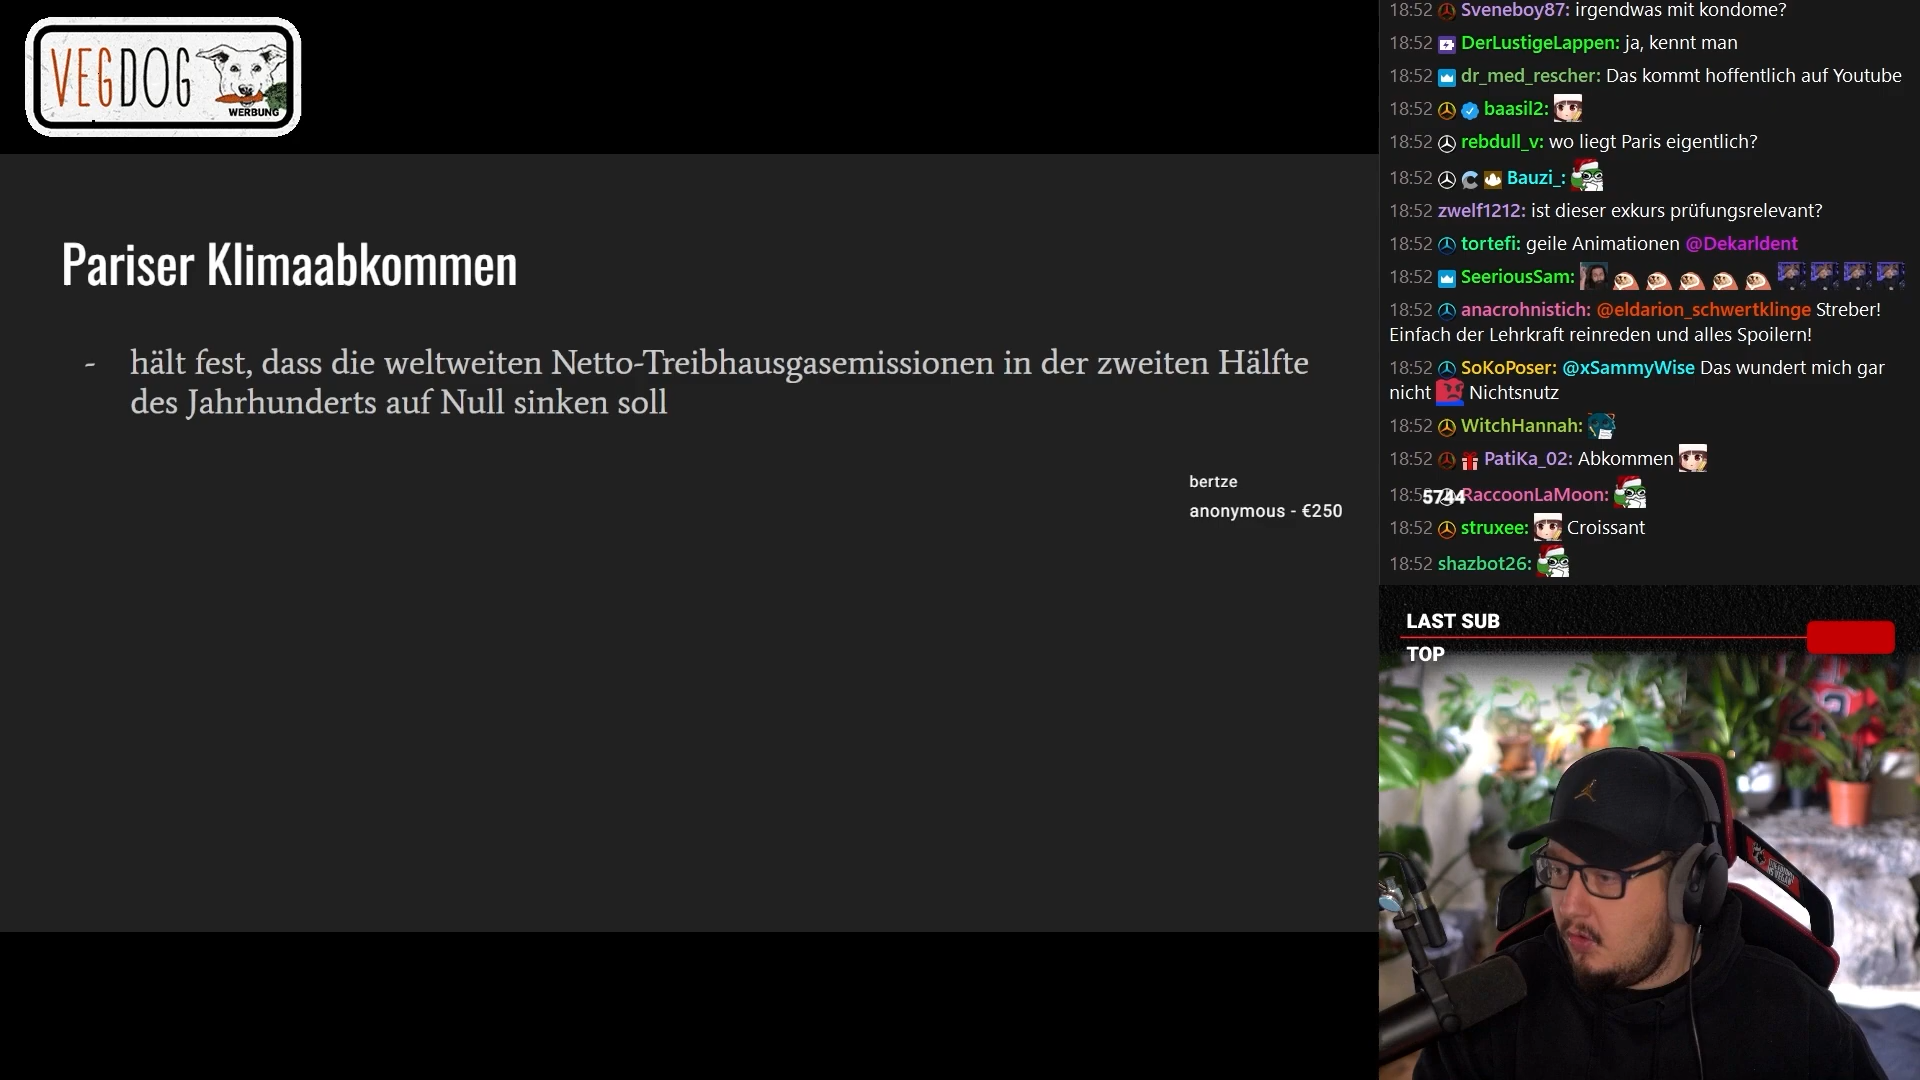 VEGDOG
WERBUNG
Pariser Klimaabkommen
- hält fest, dass die weltweiten Netto-Treibhausgasemissionen in der zweiten Hälfte
des Jahrhunderts auf Null sinken soll
bertze
anonymous - €250
18:52 Sveneboy87: irgendwas mit kondome?
18:52 DerLustigeLappen: ja, kennt man
18:52 dr_med_rescher: Das kommt hoffentlich auf Youtube
18:52 baasil2:
18:52 rebdull_v: wo liegt Paris eigentlich?
18:52 Bauzi_:
18:52 zwelf1212: ist dieser exkurs prüfungsrelevant?
18:52 tortefi: geile Animationen @Dekarldent
18:52 SeeriousSam:
18:52 anacrohnistich: @eldarion_schwertklinge Streber!
Einfach der Lehrkraft reinreden und alles Spoilern!
18:52 SoKoPoser: @xSammyWise Das wundert mich gar
nicht Nichtsnutz
18:52 WitchHannah:
18:52 PatiKa_02: Abkommen
18:52 5744 RaccoonLaMoon:
18:52 struxee: Croissant
18:52 shazbot26:
LAST SUB
TOP
23